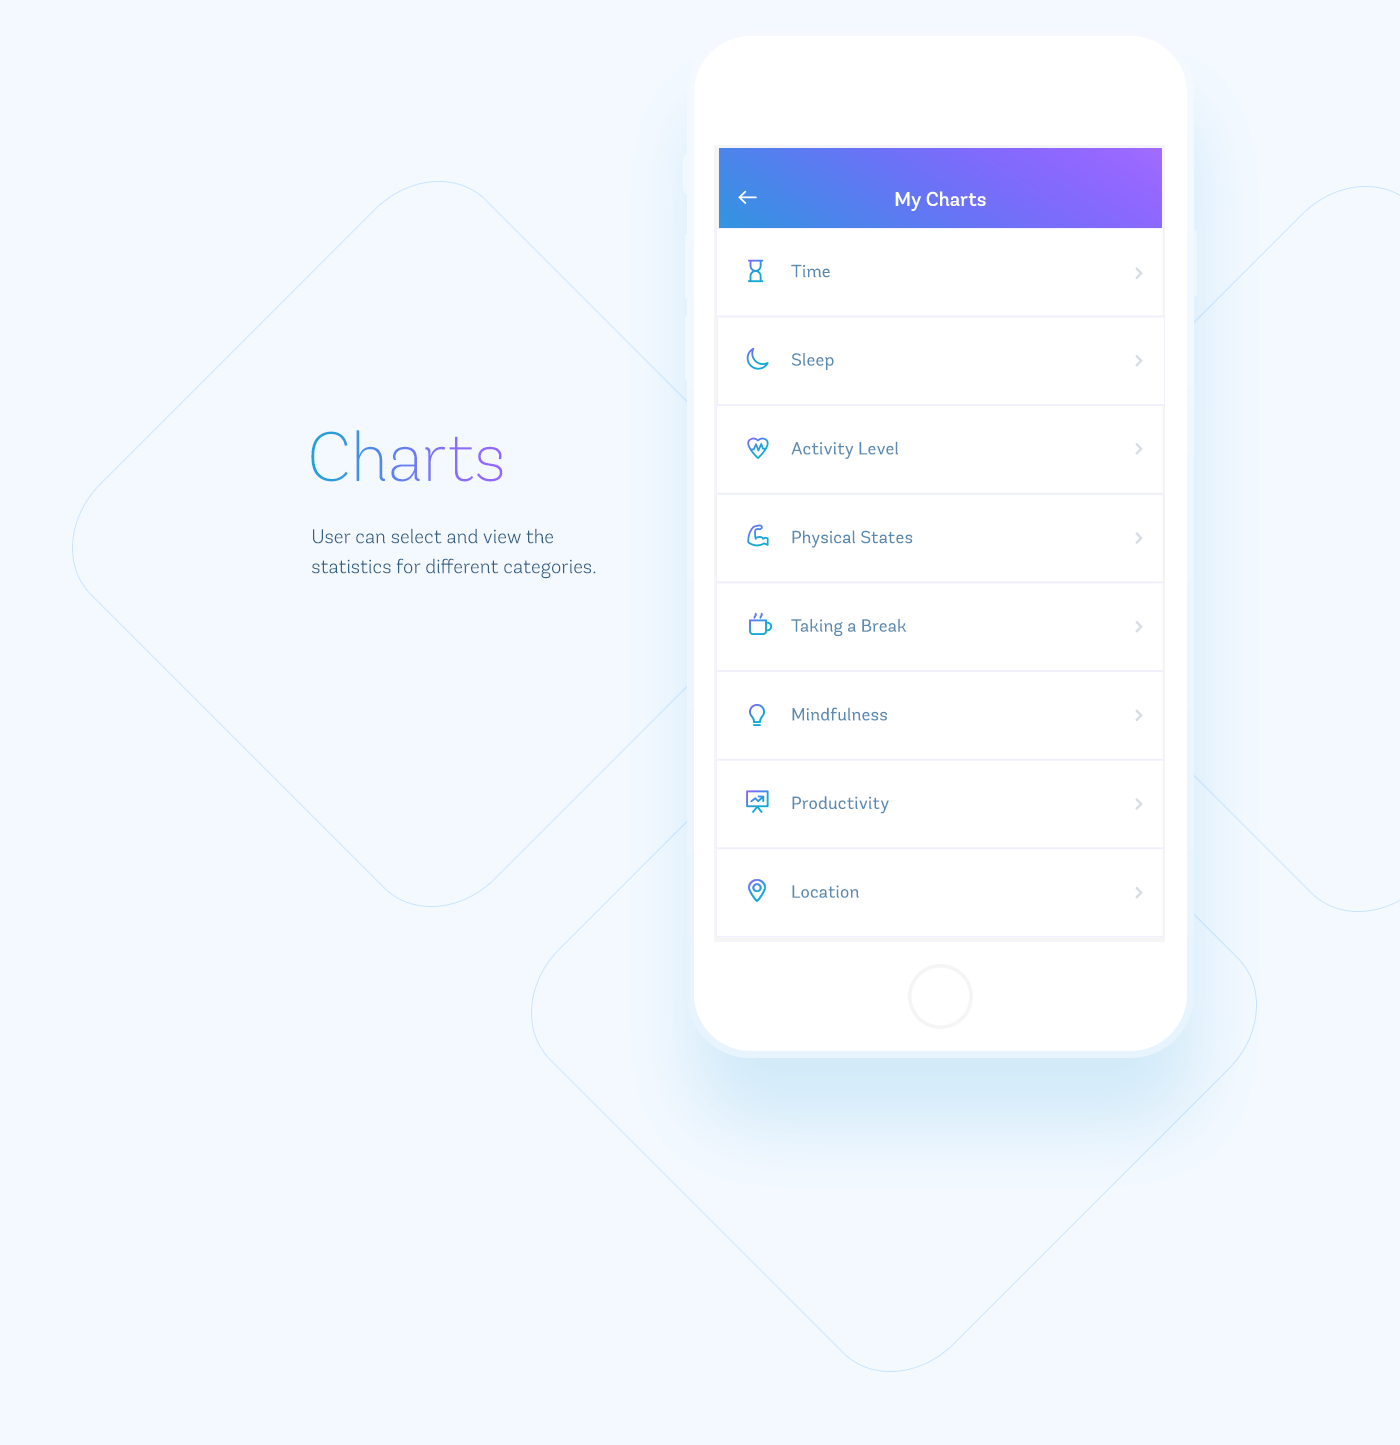 Charts
User can select and view the
statistics for different categories.
My Charts
Time
Sleep
Activity Level
Physical States
Taking a Break
Mindfulness
Productivity
Location